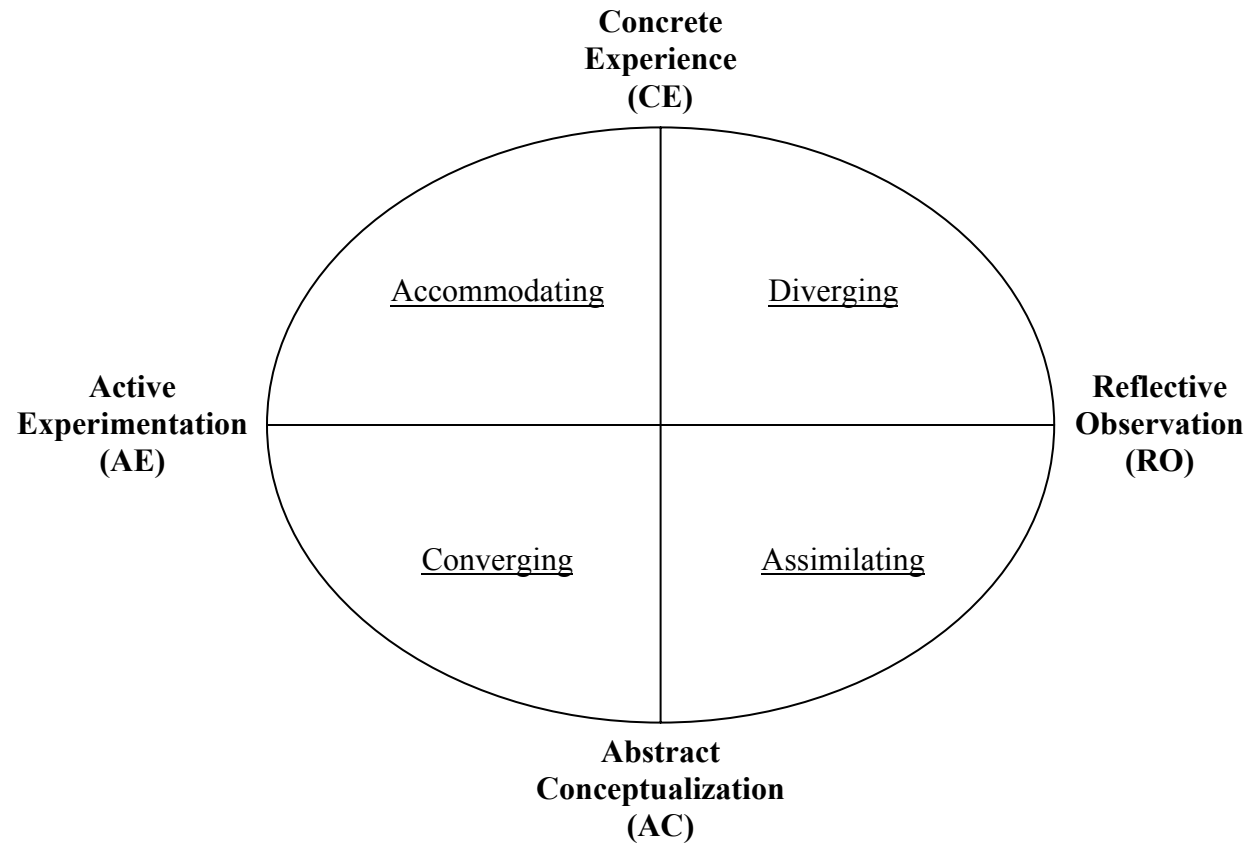 Concrete
Experience
(CE)
Accommodating
Diverging
Active
Experimentation
(AE)
Reflective
Observation
(RO)
Converging
Assimilating
Abstract
Conceptualization
(AC)